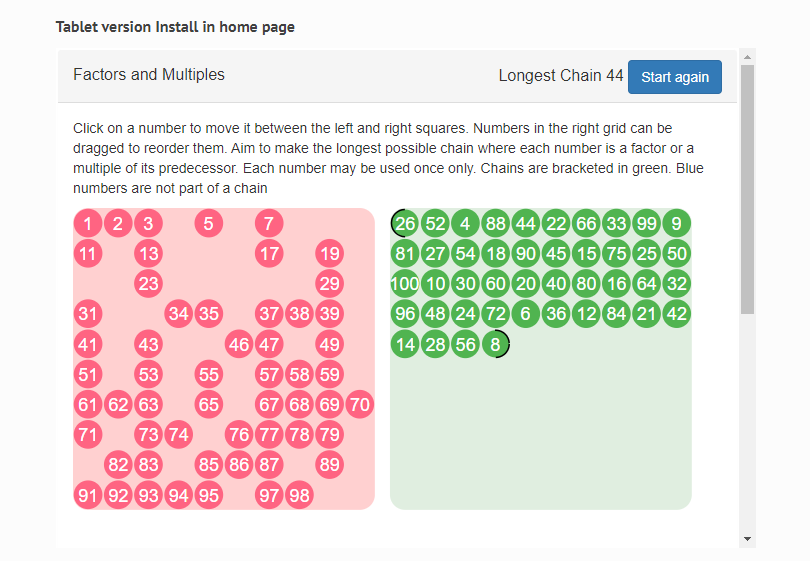 Tablet version Install in home page
Factors and Multiples
Longest Chain 44 Start again
Click on a number to move it between the left and right squares. Numbers in the right grid can be
dragged to reorder them. Aim to make the longest possible chain where each number is a factor or a
multiple of its predecessor. Each number may be used once only. Chains are bracketed in green. Blue
numbers are not part of a chain
1 2 3 5 7
11 13 17 19
23 29
31 34 35 37 38 39
41 43 46 47 49
51 53 55 57 58 59
61 62 63 65 67 68 69 70
71 73 74 76 77 78 79
82 83 85 86 87 89
91 92 93 94 95 97 98
26 52 4 88 44 22 66 33 99 9
81 27 54 18 90 45 15 75 25 50
100 10 30 60 20 40 80 16 64 32
96 48 24 72 6 36 12 84 21 42
14 28 56 8